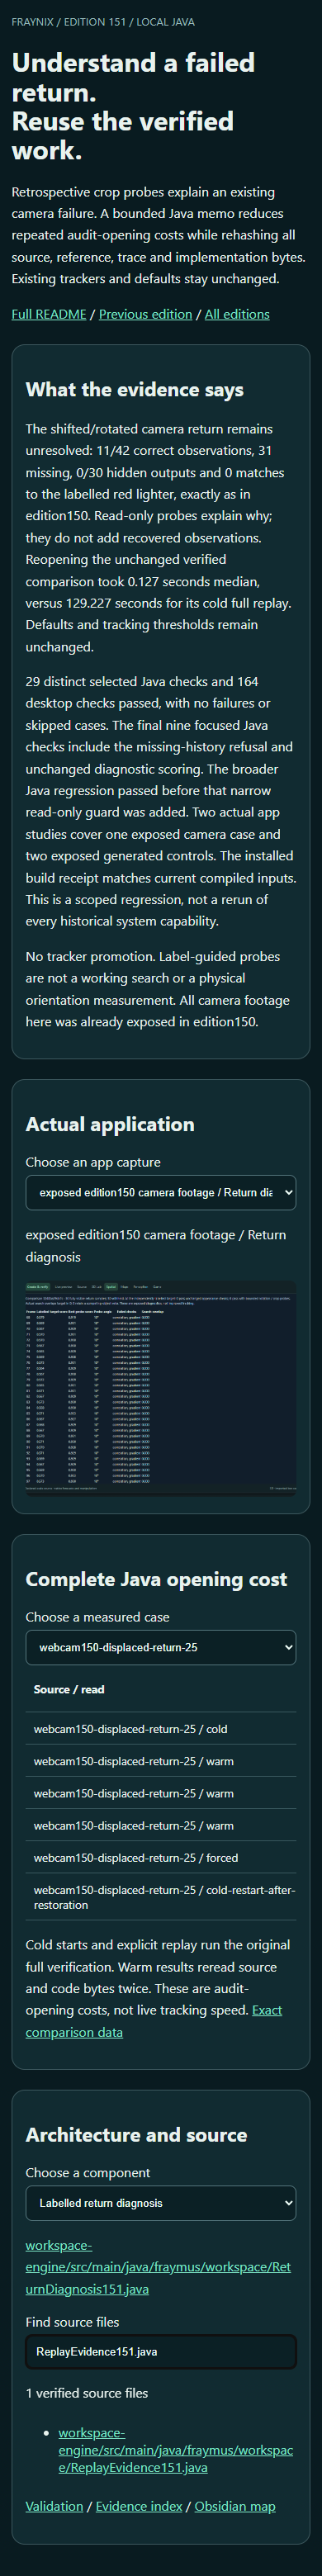 FRAYNIX / EDITION 151 / LOCAL JAVA
Understand a failed
return.
Reuse the verified
work.
Retrospective crop probes explain an existing
camera failure. A bounded Java memo reduces
repeated audit-opening costs while rehashing all
source, reference, trace and implementation bytes.
Existing trackers and defaults stay unchanged.
Full README / Previous edition / All editions
What the evidence says
The shifted/rotated camera return remains
unresolved: 11/42 correct observations, 31
missing, 0/30 hidden outputs and 0 matches
to the labelled red lighter, exactly as in
edition150. Read-only probes explain why;
they do not add recovered observations.
Reopening the unchanged verified
comparison took 0.127 seconds median,
versus 129.227 seconds for its cold full replay.
Defaults and tracking thresholds remain
unchanged.
29 distinct selected Java checks and 164
desktop checks passed, with no failures or
skipped cases. The final nine focused Java
checks include the missing-history refusal and
unchanged diagnostic scoring. The broader
Java regression passed before that narrow
read-only guard was added. Two actual app
studies cover one exposed camera case and
two exposed generated controls. The installed
build receipt matches current compiled inputs.
This is a scoped regression, not a rerun of
every historical system capability.
No tracker promotion. Label-guided probes
are not a working search or a physical
orientation measurement. All camera footage
here was already exposed in edition150.
Actual application
Choose an app capture
exposed edition150 camera footage / Return dia
exposed edition150 camera footage / Return
diagnosis
Complete Java opening cost
Choose a measured case
webcam150-displaced-return-25
Source / read
webcam150-displaced-return-25 / cold
webcam150-displaced-return-25 / warm
webcam150-displaced-return-25 / warm
webcam150-displaced-return-25 / warm
webcam150-displaced-return-25 / forced
webcam150-displaced-return-25 / cold-restart-after-
restoration
Cold starts and explicit replay run the original
full verification. Warm results reread source
and code bytes twice. These are audit-
opening costs, not live tracking speed. Exact
comparison data
Architecture and source
Choose a component
Labelled return diagnosis
workspace-
engine/src/main/java/fraymus/workspace/Ret
urnDiagnosis151.java
Find source files
ReplayEvidence151.java
1 verified source files
workspace-
engine/src/main/java/fraymus/workspac
e/ReplayEvidence151.java
Validation / Evidence index / Obsidian map